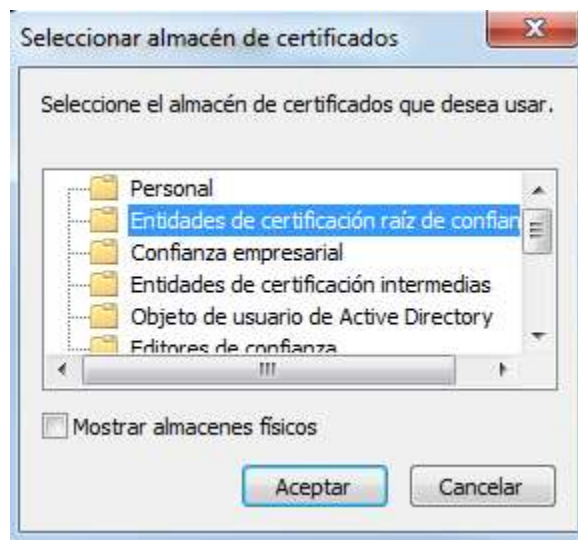 Seleccionar almacén de certificados
Seleccione el almacén de certificados que desea usar.
Personal
Entidades de certificación raíz de confian
Confianza empresarial
Entidades de certificación intermedias
Objeto de usuario de Active Directory
Editores de confianza
Mostrar almacenes físicos
Aceptar Cancelar